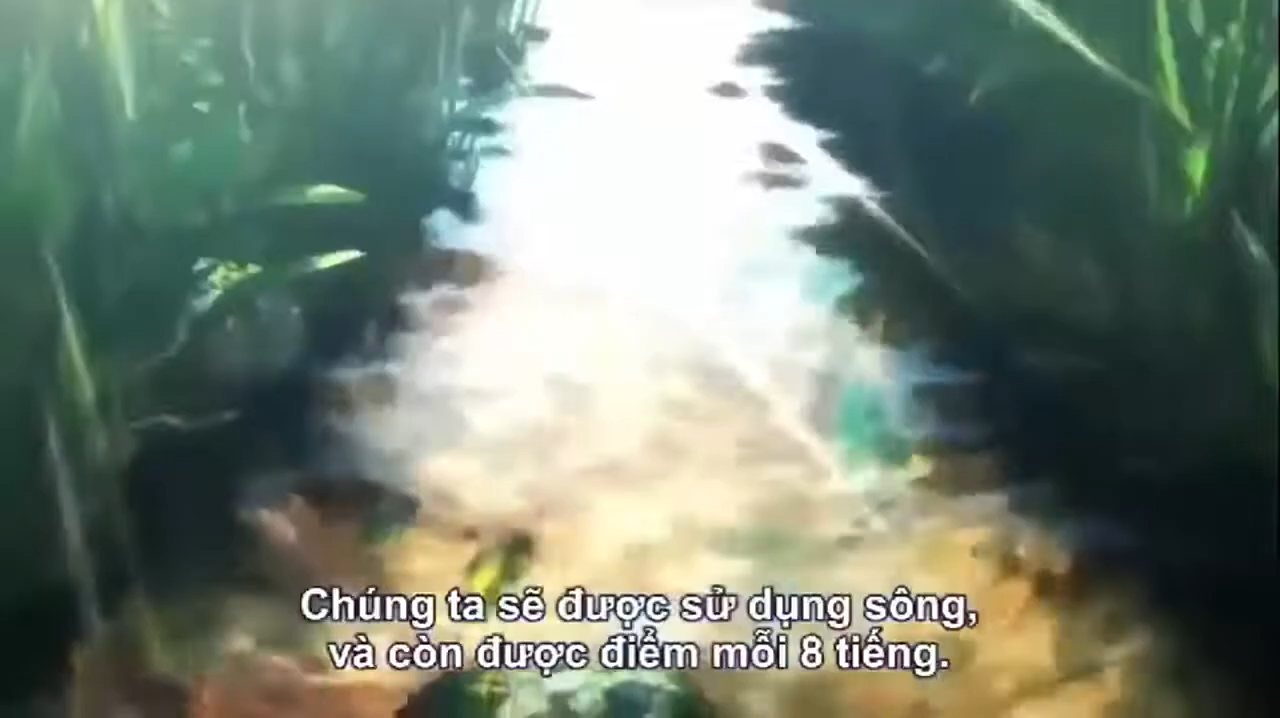 Chúng ta sẽ được sử dụng sông,
và còn được điểm mỗi 8 tiếng.